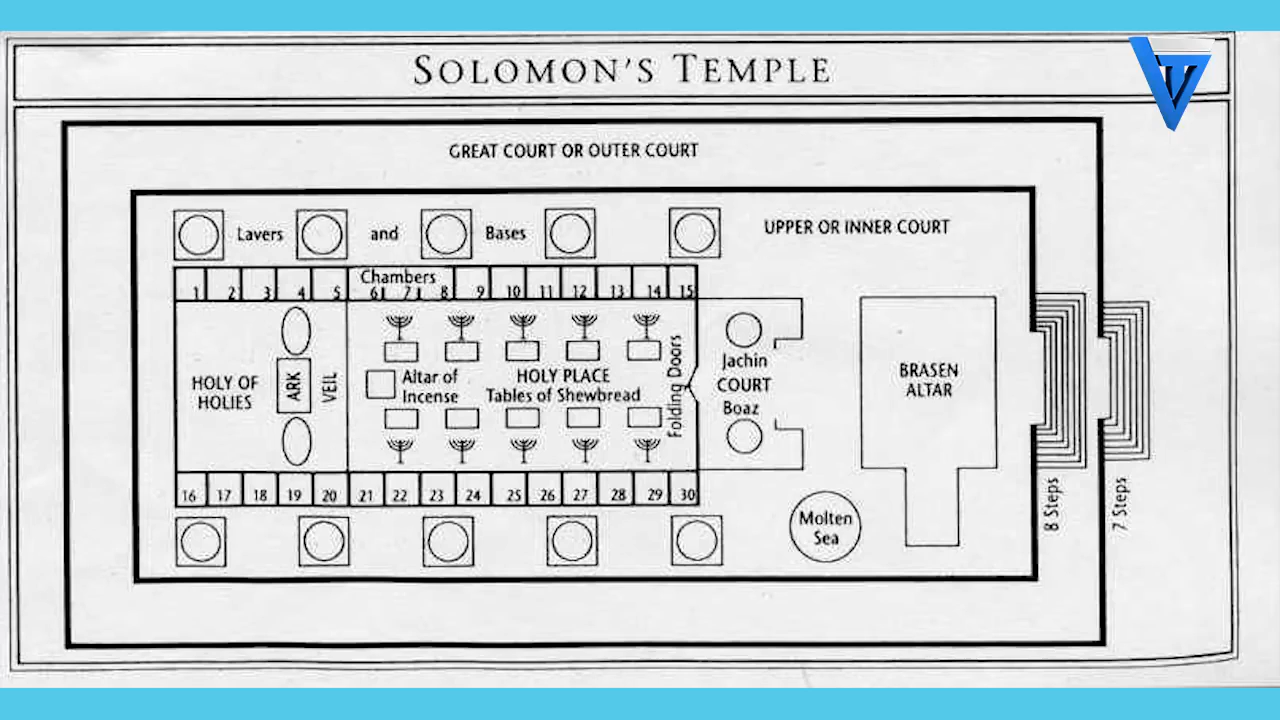 SOLOMON'S TEMPLE
GREAT COURT OR OUTER COURT
UPPER OR INNER COURT
Lavers and Bases
Chambers
1 2 3 4 5 6 7 8 9 10 11 12 13 14 15
HOLY OF
HOLIES
ARK
VEIL
Altar of
Incense
HOLY PLACE
Tables of Shewbread
Folding Doors
Jachin
COURT
Boaz
BRASEN
ALTAR
16 17 18 19 20 21 22 23 24 25 26 27 28 29 30
Molten
Sea
8 Steps
7 Steps